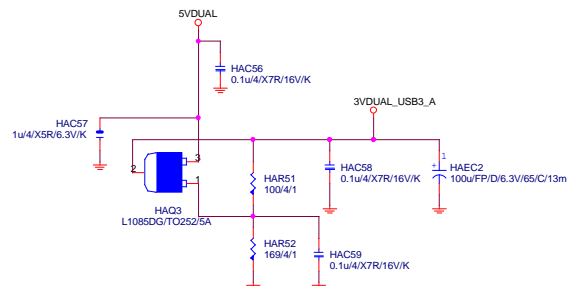 5VDUAL
HAC56
0.1u/4/X7R/16V/K
3VDUAL_USB3_A
HAC57
1u/4/X5R/6.3V/K
1
+
3
2
1
HAR51
100/4/1
HAC58
0.1u/4/X7R/16V/K
HAEC2
100u/FP/D/6.3V/65/C/13m
HAQ3
L1085DG/TO252/5A
HAR52
169/4/1
HAC59
0.1u/4/X7R/16V/K